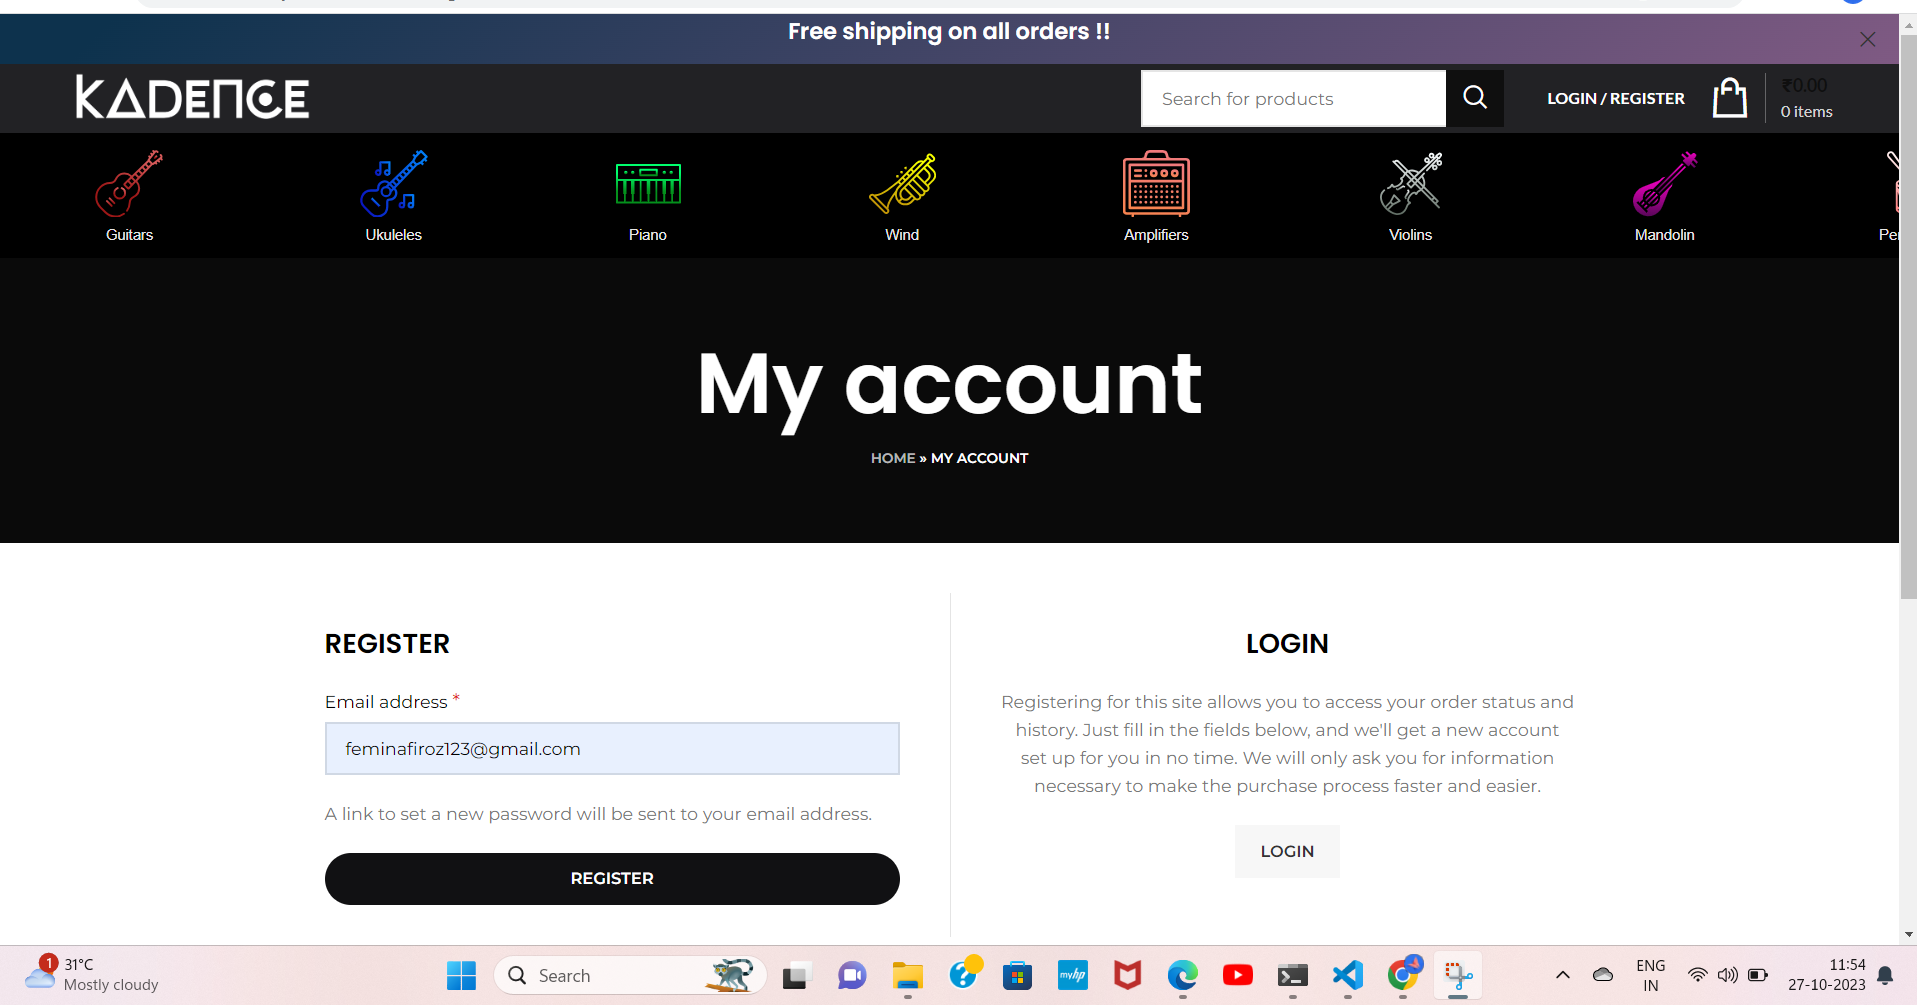 Free shipping on all orders !!
KADENCE
Search for products
LOGIN / REGISTER
₹0.00
0 items
Guitars
Ukuleles
Piano
Wind
Amplifiers
Violins
Mandolin
My account
HOME » MY ACCOUNT
REGISTER
Email address *
feminafiroz123@gmail.com
A link to set a new password will be sent to your email address.
REGISTER
LOGIN
Registering for this site allows you to access your order status and
history. Just fill in the fields below, and we'll get a new account
set up for you in no time. We will only ask you for information
necessary to make the purchase process faster and easier.
LOGIN
1
31°C
Mostly cloudy
Search
myhp
ENG
IN
11:54
27-10-2023